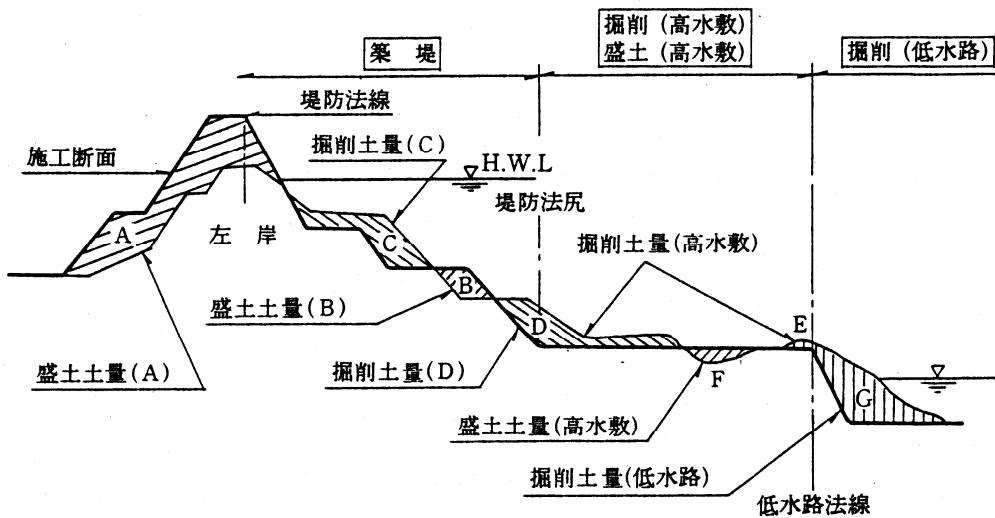 掘削(高水敷)
盛土(高水敷)
築 堤
掘削(低水路)
堤防法線
掘削土量(C)
施工断面
H.W.L
堤防法尻
A
左 岸
C
掘削土量(高水敷)
B
盛土土量(B)
D
E
盛土土量(A)
掘削土量(D)
F
G
盛土土量(高水敷)
掘削土量(低水路)
低水路法線